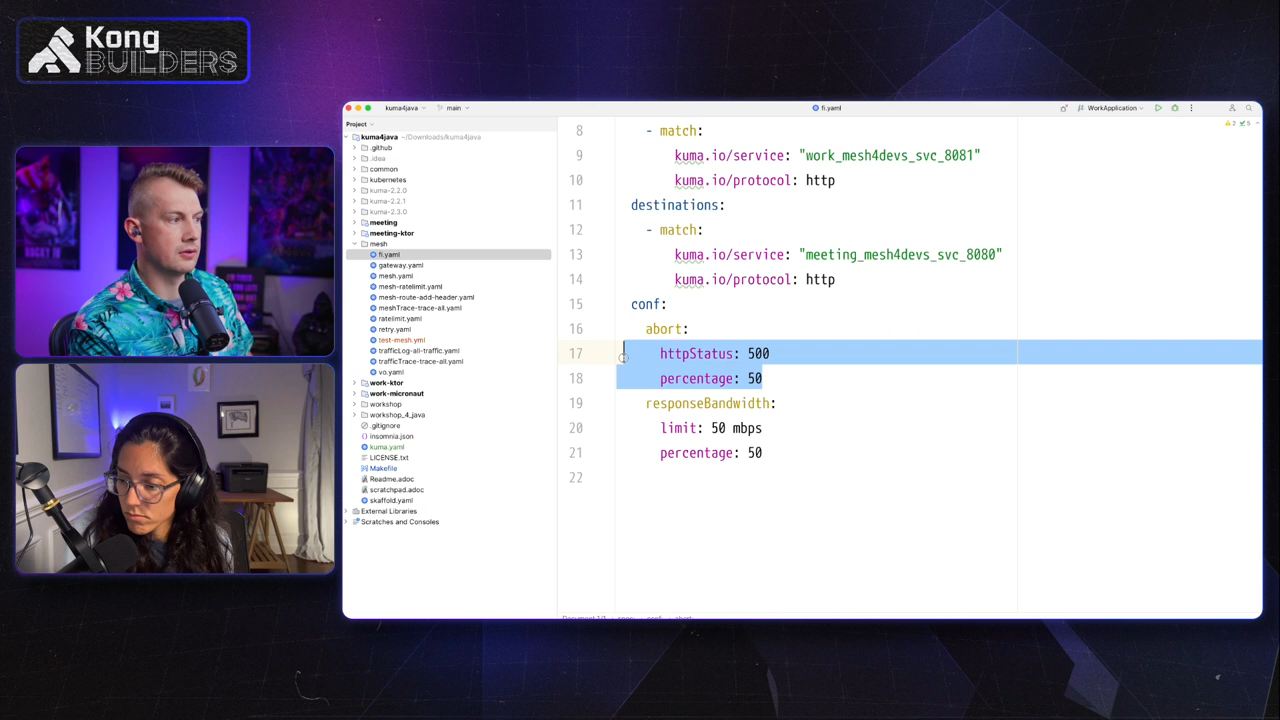 Kong
BUILDERS
kuma4java
main
fi.yaml
WorkApplication
Project
kuma4java ~/Downloads/kuma4java
.github
.idea
common
kubernetes
kuma-2.2.0
kuma-2.2.1
kuma-2.3.0
meeting
meeting-ktor
mesh
fi.yaml
gateway.yaml
mesh.yaml
mesh-ratelimit.yaml
mesh-route-add-header.yaml
meshTrace-trace-all.yaml
ratelimit.yaml
retry.yaml
test-mesh.yml
trafficLog-all-traffic.yaml
trafficTrace-trace-all.yaml
vo.yaml
work-ktor
work-micronaut
workshop
workshop_4_java
.gitignore
insomnia.json
kuma.yaml
LICENSE.txt
Makefile
Readme.adoc
scratchpad.adoc
skaffold.yaml
External Libraries
Scratches and Consoles
2 5
8 - match:
9 kuma.io/service: "work_mesh4devs_svc_8081"
10 kuma.io/protocol: http
11 destinations:
12 - match:
13 kuma.io/service: "meeting_mesh4devs_svc_8080"
14 kuma.io/protocol: http
15 conf:
16 abort:
17 httpStatus: 500
18 percentage: 50
19 responseBandwidth:
20 limit: 50 mbps
21 percentage: 50
22